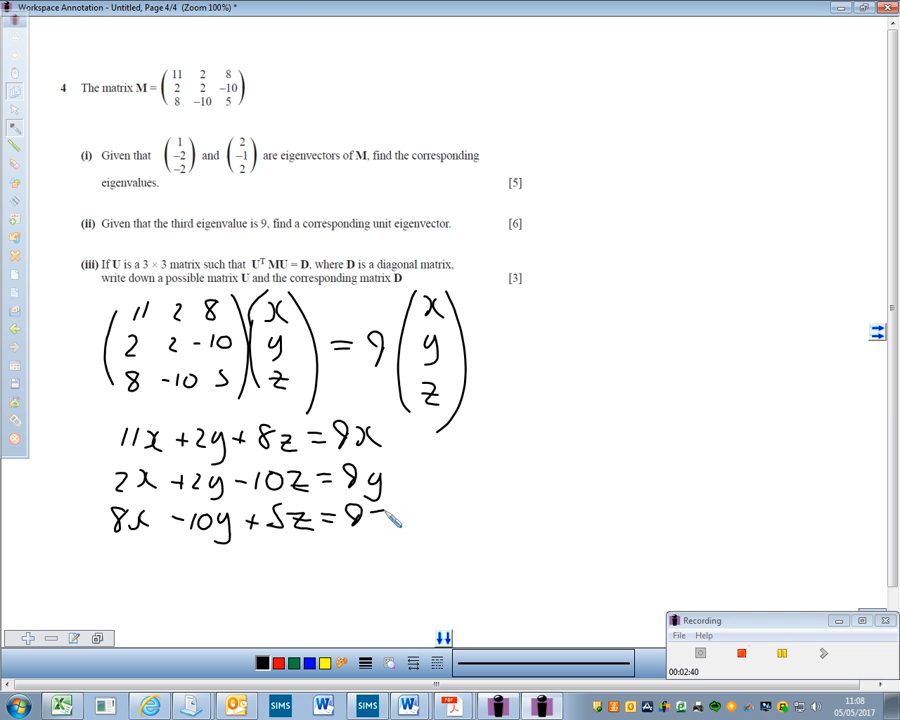 Workspace Annotation - Untitled, Page 4/4 (Zoom 100%) *
4 The matrix M = ( 11 2 8
2 2 −10
8 −10 5 )
(i) Given that ( 1 −2 −2 ) and ( 2 −1 2 ) are eigenvectors of M, find the corresponding
eigenvalues. [5]
(ii) Given that the third eigenvalue is 9, find a corresponding unit eigenvector. [6]
(iii) If U is a 3 × 3 matrix such that Uᵀ MU = D, where D is a diagonal matrix,
write down a possible matrix U and the corresponding matrix D [3]
( 11 2 8 ) ( x ) = 9 ( x )
2 2 -10 y y
8 -10 5 z z
11x + 2y + 8z = 9x
2x + 2y - 10z = 9y
8x - 10y + 5z = 9
Recording
File Help
00:02:40
SIMS SIMS
11:08
05/05/2017